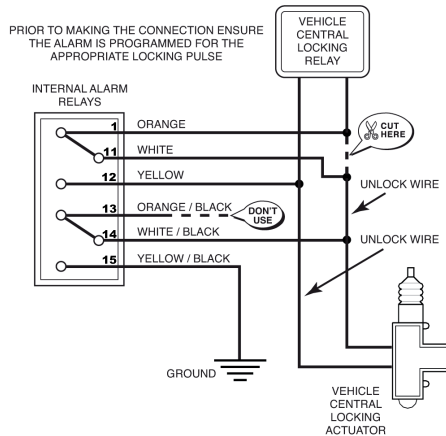 PRIOR TO MAKING THE CONNECTION ENSURE
THE ALARM IS PROGRAMMED FOR THE
APPROPRIATE LOCKING PULSE
VEHICLE
CENTRAL
LOCKING
RELAY
INTERNAL ALARM
RELAYS
1 ORANGE
CUT
HERE
11 WHITE
12 YELLOW
UNLOCK WIRE
13 ORANGE / BLACK
DON'T
USE
14 WHITE / BLACK
UNLOCK WIRE
15 YELLOW / BLACK
GROUND
VEHICLE
CENTRAL
LOCKING
ACTUATOR